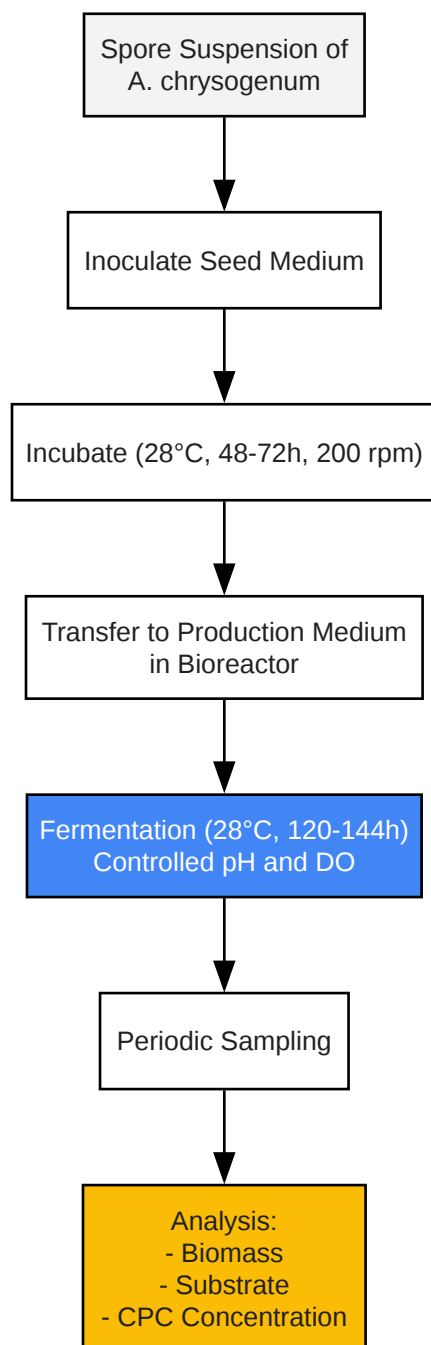 Spore Suspension of
A. chrysogenum
Inoculate Seed Medium
Incubate (28°C, 48-72h, 200 rpm)
Transfer to Production Medium
in Bioreactor
Fermentation (28°C, 120-144h)
Controlled pH and DO
Periodic Sampling
Analysis:
- Biomass
- Substrate
- CPC Concentration